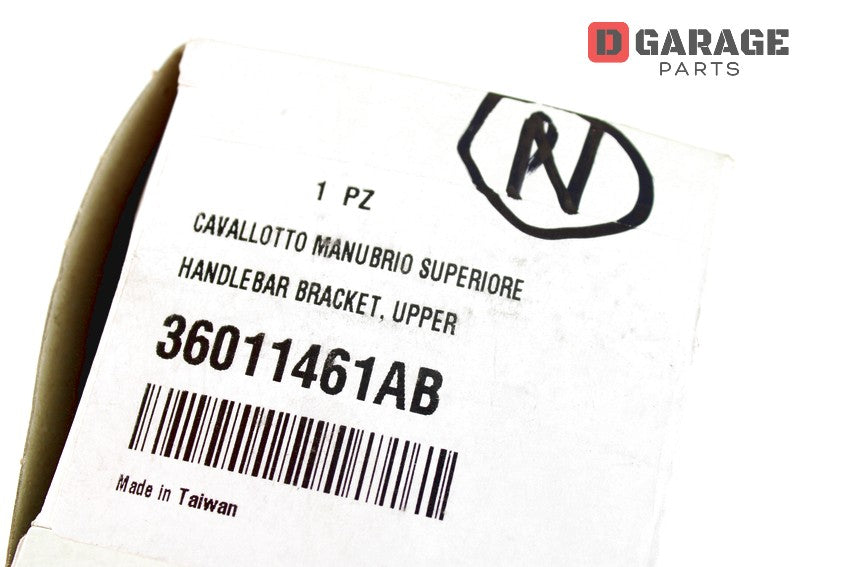 D GARAGE
PARTS
N
1 PZ
CAVALLOTTO MANUBRIO SUPERIORE
HANDLEBAR BRACKET, UPPER
36011461AB
Made in Taiwan